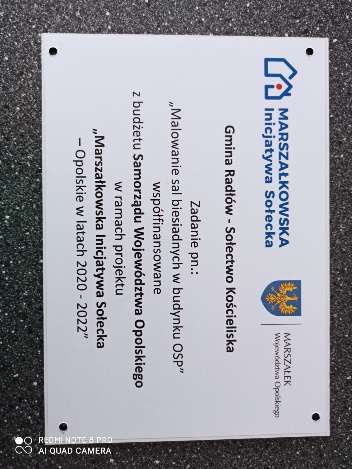 MARSZAŁKOWSKA
Inicjatywa Sołecka
MARSZAŁEK
Województwa Opolskiego
Gmina Radłów - Sołectwo Kościeliska
Zadanie pn.:
„Malowanie sal biesiadnych w budynku OSP”
współfinansowane
z budżetu Samorządu Województwa Opolskiego
w ramach projektu
„Marszałkowska Inicjatywa Sołecka
– Opolskie w latach 2020 - 2022”
REDMI NOTE 8 PRO
AI QUAD CAMERA